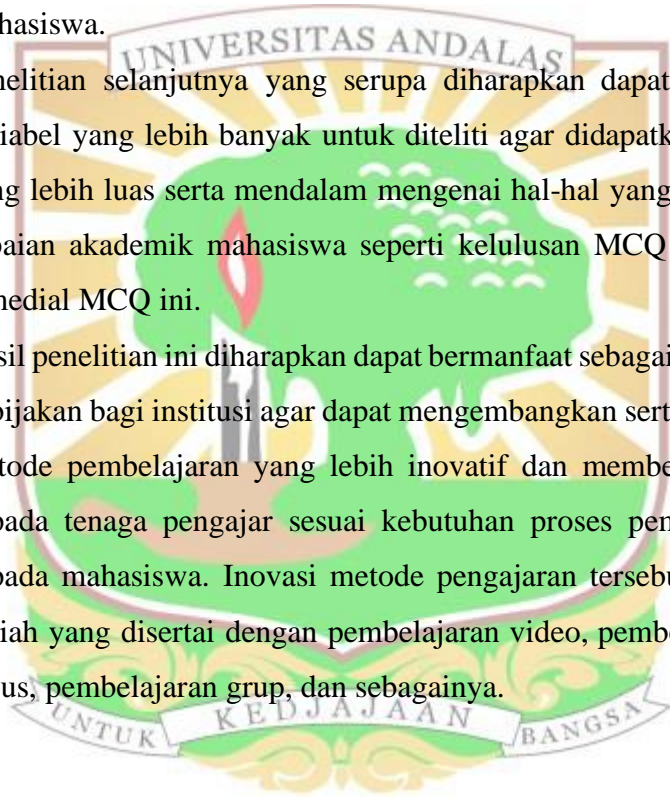 hasiswa.
UNIVERSITAS ANDALAS
nelitian selanjutnya yang serupa diharapkan dapat
iabel yang lebih banyak untuk diteliti agar didapatk
ng lebih luas serta mendalam mengenai hal-hal yang
paian akademik mahasiswa seperti kelulusan MCQ
medial MCQ ini.
sil penelitian ini diharapkan dapat bermanfaat sebagai
bijakan bagi institusi agar dapat mengembangkan sert
tode pembelajaran yang lebih inovatif dan membe
pada tenaga pengajar sesuai kebutuhan proses pen
pada mahasiswa. Inovasi metode pengajaran tersebu
iah yang disertai dengan pembelajaran video, pembe
us, pembelajaran grup, dan sebagainya.
UNTUK KEDJAJAAN BANGSA